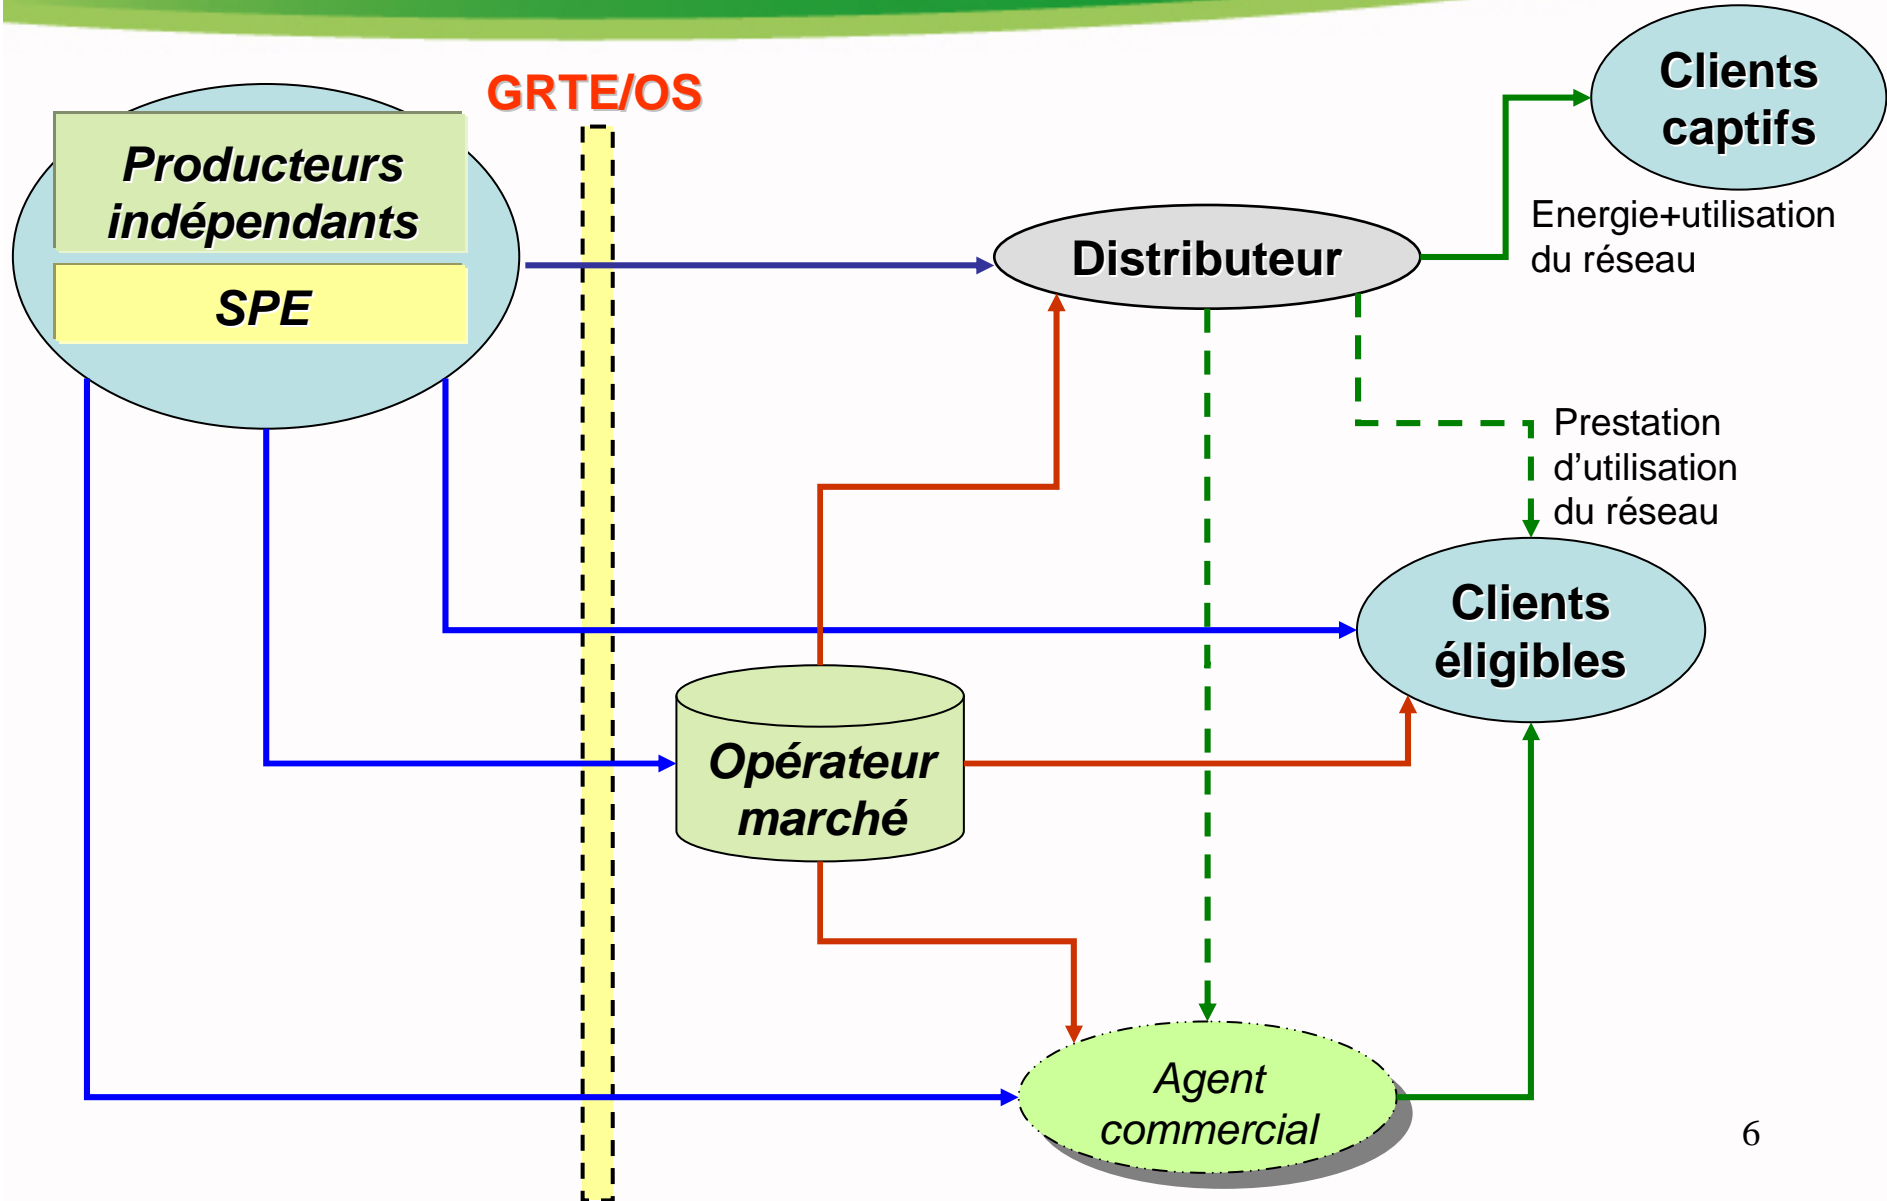 GRTE/OS
Producteurs
indépendants
SPE
Clients
captifs
Energie+utilisation
du réseau
Distributeur
Prestation
d’utilisation
du réseau
Clients
éligibles
Opérateur
marché
Agent
commercial
6